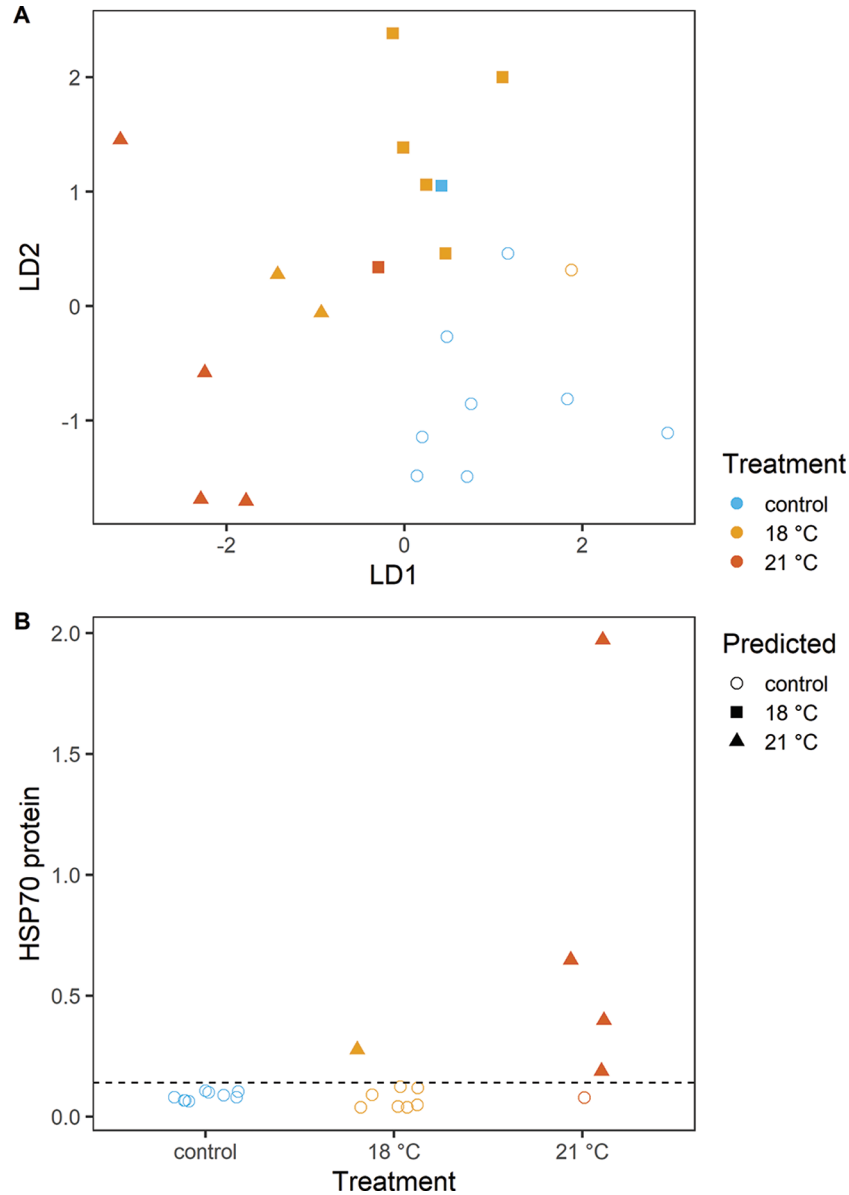 A
2
1
0
-1
LD2
-2
0
2
LD1
Treatment
control
18 °C
21 °C
B
2.0
1.5
1.0
0.5
0.0
HSP70 protein
control
18 °C
21 °C
Treatment
Predicted
control
18 °C
21 °C